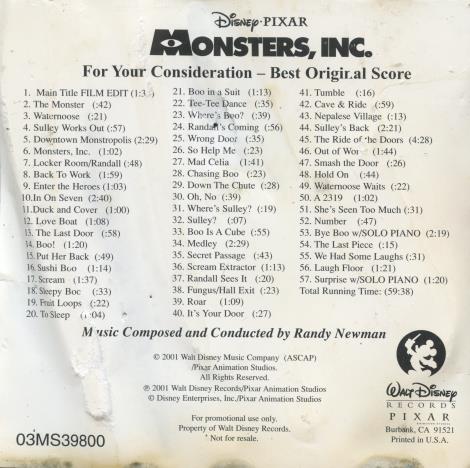 Disney · PIXAR
MONSTERS, INC.
For Your Consideration – Best Original Score
1. Main Title FILM EDIT
2. The Monster (:42)
3. Waternoose (:21)
4. Sulley Works Out (:57)
5. Downtown Monstropolis (2:29)
6. Monsters, Inc. (1:02)
7. Locker Room/Randall (:48)
8. Back To Work (1:59)
9. Enter the Heroes (1:03)
10.In On Seven (2:40)
11.Duck and Cover (1:00)
12. Love Boat (1:08)
13. The Last Door (:58)
14. Boo! (1:20)
15. Put Her Back (:49)
16. Sushi Boo (1:14)
17. Scream (1:37)
18. Sleepy Boo (:33)
19. Fruit Loops (:22)
20. To Sleep (1:04)
21. Boo in a Suit (1:13)
22. Tee-Tee Dance (:35)
23. Where's Boo? (:39)
24. Randall's Coming (:56)
25. Wrong Door (:35)
26. So Help Me (:23)
27. Mad Celia (1:41)
28. Chasing Boo (:23)
29. Down The Chute (:28)
30. Oh, No (:39)
31. Where's Sulley? (:19)
32. Sulley? (:07)
33. Boo Is A Cube (:55)
34. Medley (2:29)
35. Secret Passage (:43)
36. Scream Extractor (1:13)
37. Randall Sees It (:20)
38. Fungus/Hall Exit (:23)
39. Roar (1:09)
40. It's Your Door (:27)
41. Tumble (:16)
42. Cave & Ride (:59)
43. Nepalese Village (:13)
44. Sulley's Back (2:21)
45. The Ride of the Doors (4:28)
46. Out of Wor (1:44)
47. Smash the Door (:26)
48. Hold On (:44)
49. Waternoose Waits (:22)
50. A 2319 (1:02)
51. She's Seen Too Much (:31)
52. Number (:47)
53. Bye Boo w/SOLO PIANO (2:19)
54. The Last Piece (:15)
55. We Had Some Laughs (:31)
56. Laugh Floor (1:21)
57. Surprise w/SOLO PIANO (1:20)
Total Running Time: (59:38)
Music Composed and Conducted by Randy Newman
© 2001 Walt Disney Music Company (ASCAP)
/Pixar Animation Studios.
All Rights Reserved.
℗ 2001 Walt Disney Records/Pixar Animation Studios
© Disney Enterprises, Inc./Pixar Animation Studios
For promotional use only.
Property of Walt Disney Records.
Not for resale.
03MS39800
WALT DISNEY
RECORDS
PIXAR
ANIMATION STUDIOS
Burbank, CA 91521
Printed in U.S.A.